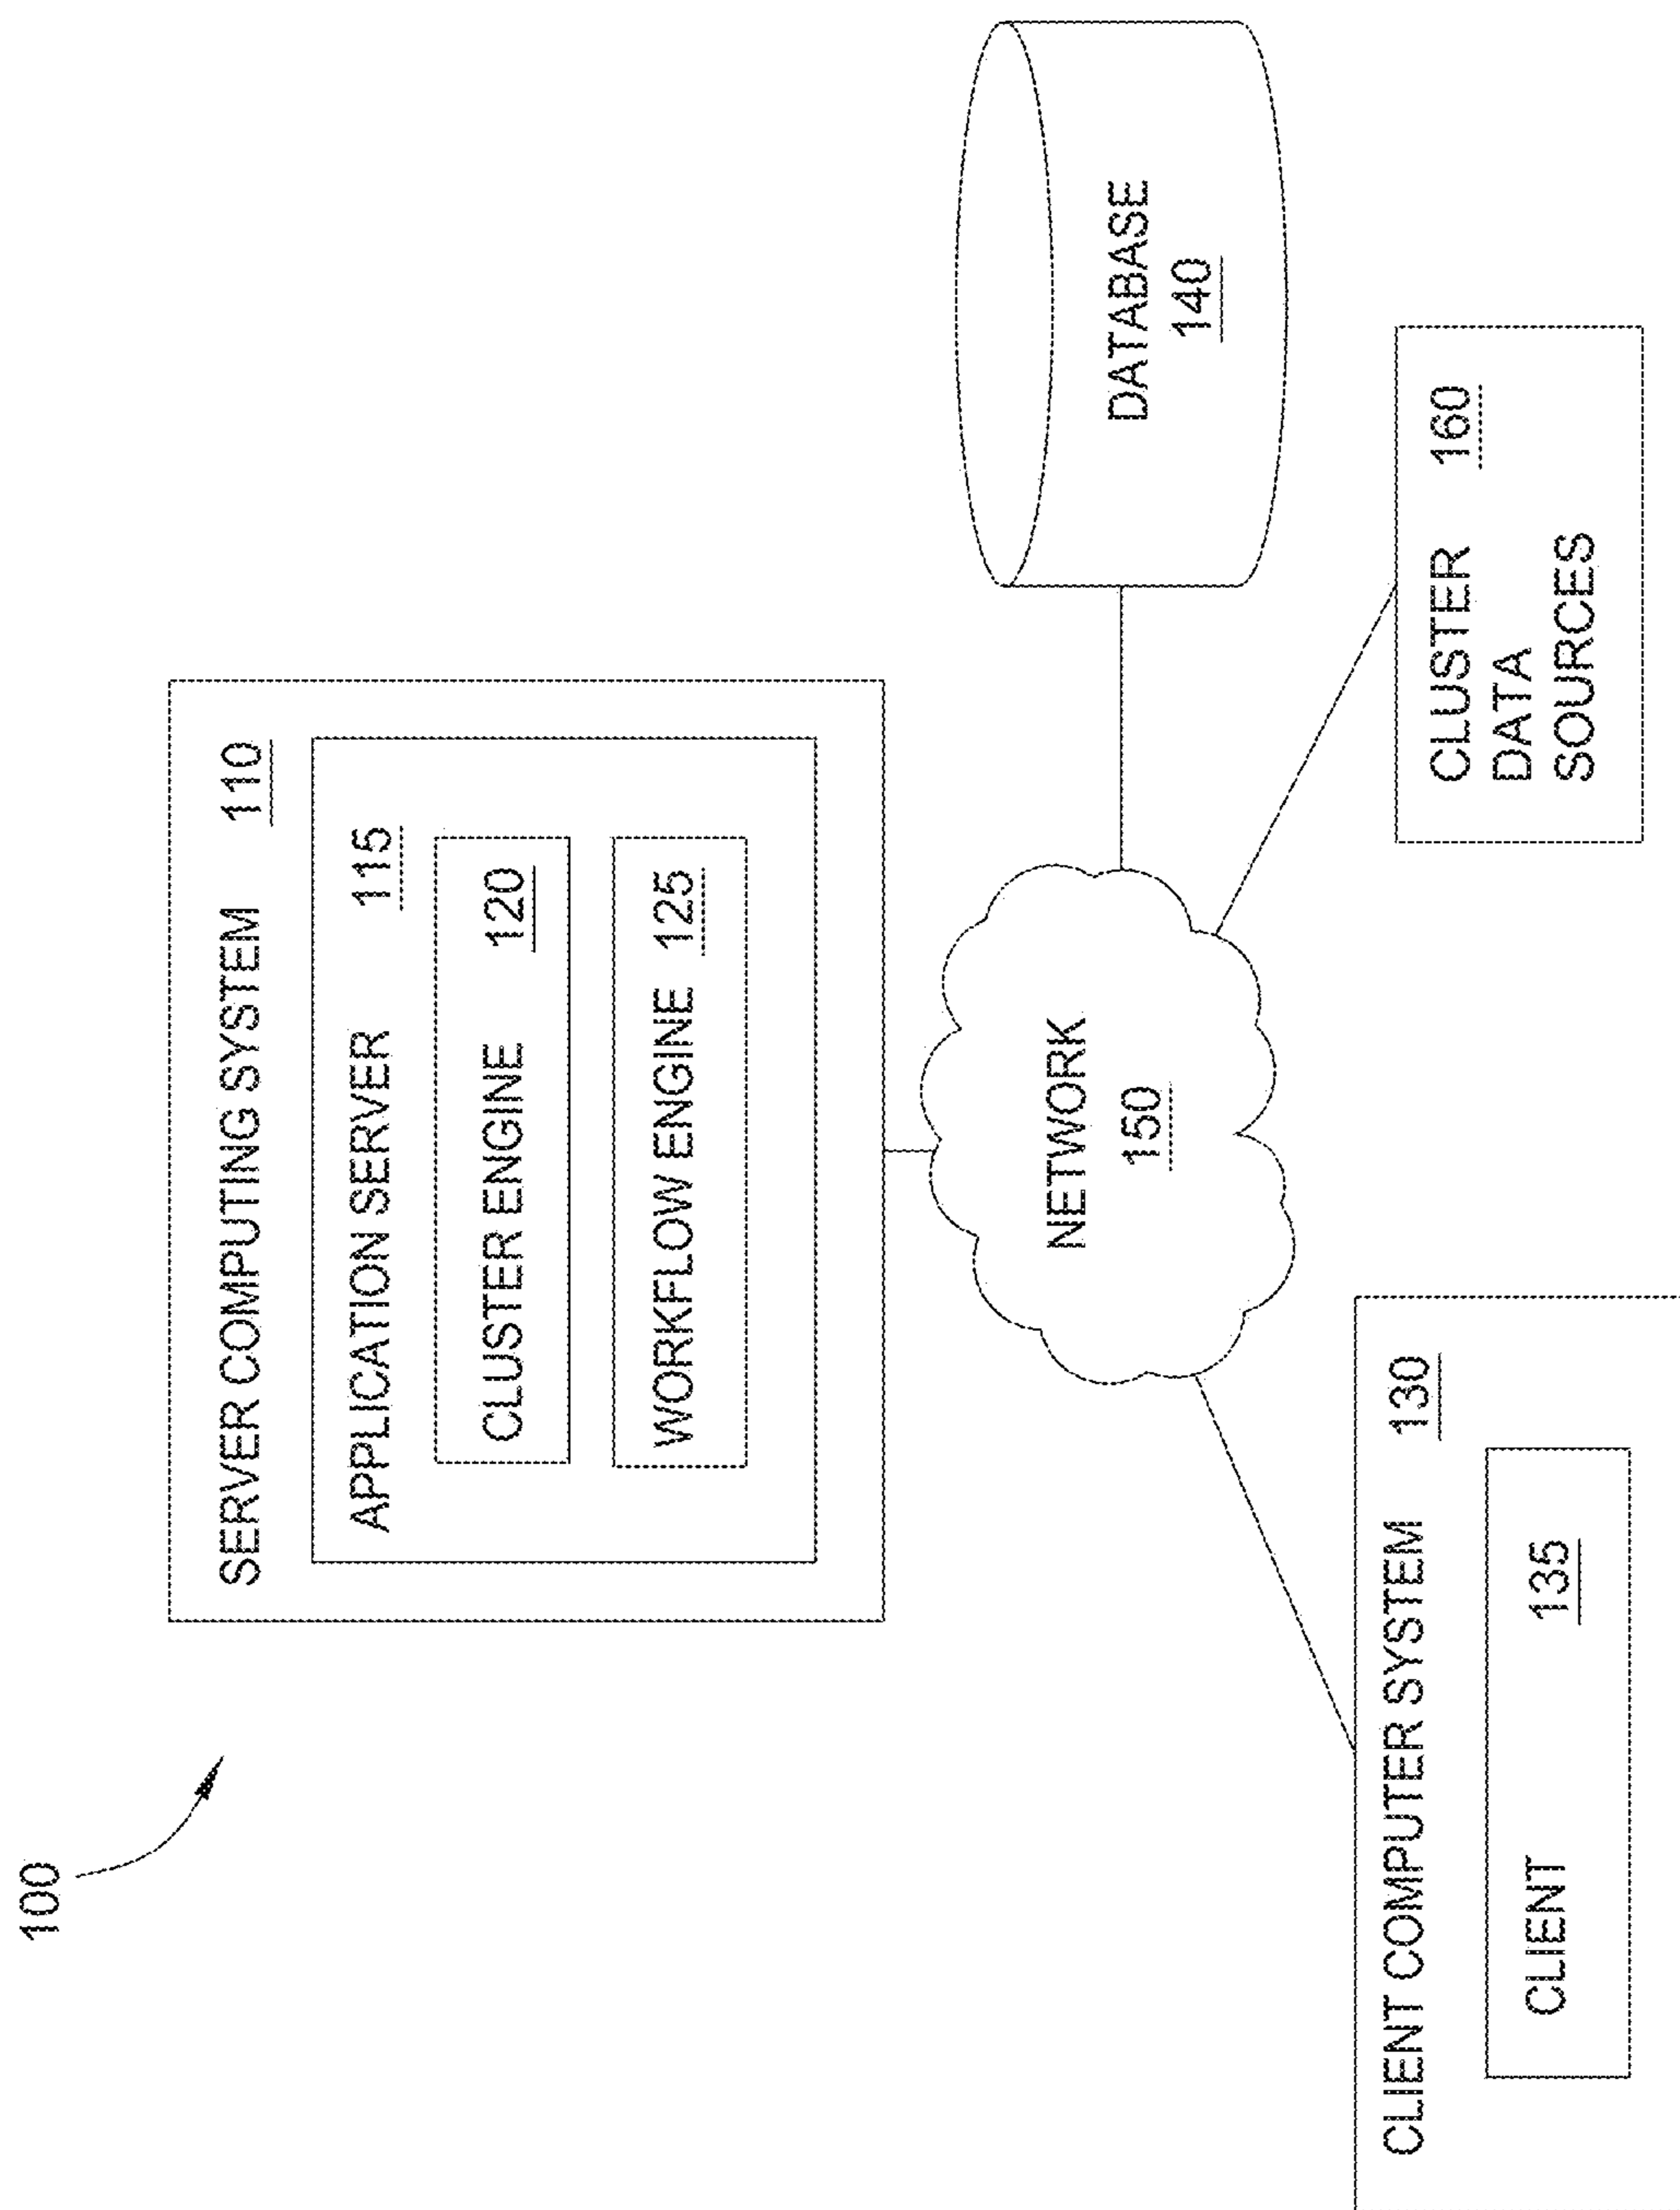 100
SERVER COMPUTING SYSTEM 110
APPLICATION SERVER 115
CLUSTER ENGINE 120
WORKFLOW ENGINE 125
NETWORK
150
DATABASE
140
CLIENT COMPUTER SYSTEM 130
CLIENT 135
CLUSTER 160
DATA
SOURCES